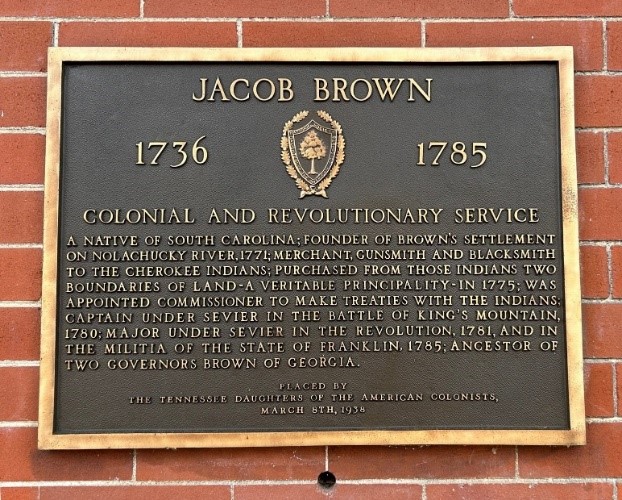 JACOB BROWN
1736 1785
COLONIAL AND REVOLUTIONARY SERVICE
A NATIVE OF SOUTH CAROLINA; FOUNDER OF BROWN'S SETTLEMENT
ON NOLACHUCKY RIVER, 1771; MERCHANT, GUNSMITH AND BLACKSMITH
TO THE CHEROKEE INDIANS; PURCHASED FROM THOSE INDIANS TWO
BOUNDARIES OF LAND-A VERITABLE PRINCIPALITY-IN 1775; WAS
APPOINTED COMMISSIONER TO MAKE TREATIES WITH THE INDIANS;
CAPTAIN UNDER SEVIER IN THE BATTLE OF KING'S MOUNTAIN,
1780; MAJOR UNDER SEVIER IN THE REVOLUTION, 1781, AND IN
THE MILITIA OF THE STATE OF FRANKLIN, 1785; ANCESTOR OF
TWO GOVERNORS BROWN OF GEORGIA.
PLACED BY
THE TENNESSEE DAUGHTERS OF THE AMERICAN COLONISTS,
MARCH 8TH, 1938